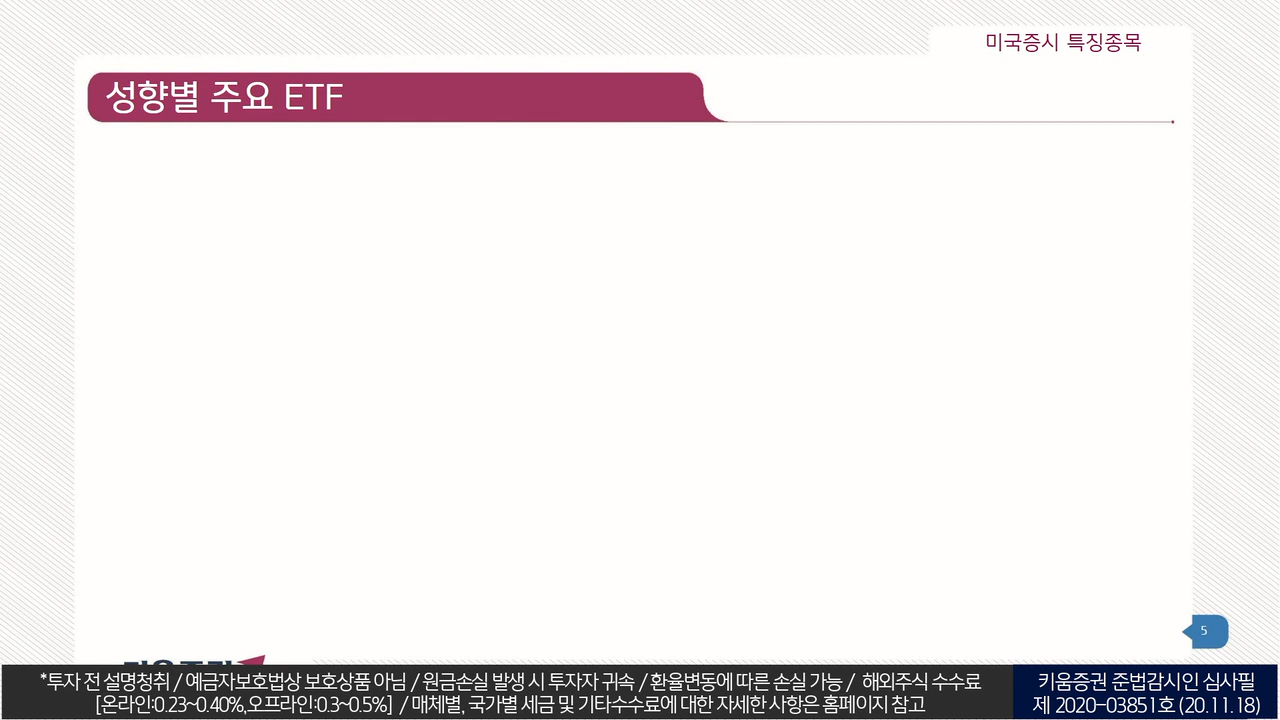 미국증시 특징종목
성향별 주요 ETF
5
*투자 전 설명청취 / 예금자보호법상 보호상품 아님 / 원금손실 발생 시 투자자 귀속 / 환율변동에 따른 손실 가능 / 해외주식 수수료
[온라인:0.23~0.40%,오프라인:0.3~0.5%] / 매체별, 국가별 세금 및 기타수수료에 대한 자세한 사항은 홈페이지 참고
키움증권 준법감시인 심사필
제 2020-03851호 (20.11.18)